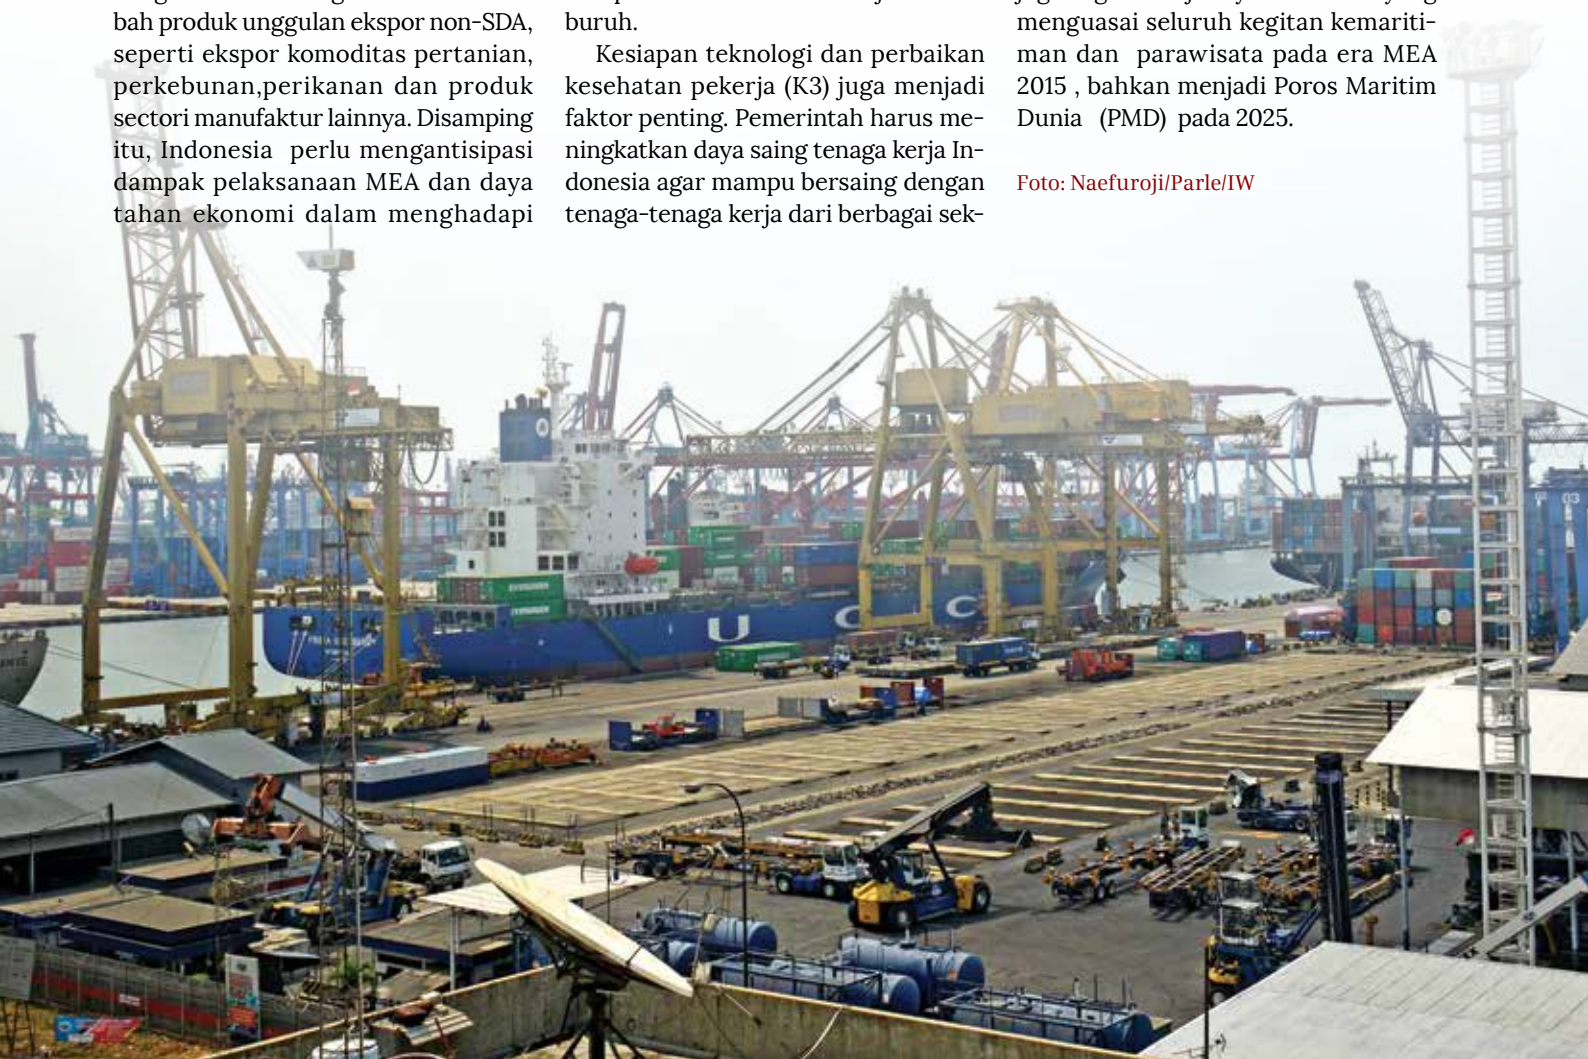 bah produk unggulan ekspor non-SDA,
seperti ekspor komoditas pertanian,
perkebunan,perikanan dan produk
sectori manufaktur lainnya. Disamping
itu, Indonesia perlu mengantisipasi
dampak pelaksanaan MEA dan daya
tahan ekonomi dalam menghadapi
buruh.
Kesiapan teknologi dan perbaikan
kesehatan pekerja (K3) juga menjadi
faktor penting. Pemerintah harus me-
ningkatkan daya saing tenaga kerja In-
donesia agar mampu bersaing dengan
tenaga-tenaga kerja dari berbagai sek-
menguasai seluruh kegitan kemariti-
man dan parawisata pada era MEA
2015 , bahkan menjadi Poros Maritim
Dunia (PMD) pada 2025.
Foto: Naefuroji/Parle/IW
EVERGREEN
EVERGREEN
U C C
03